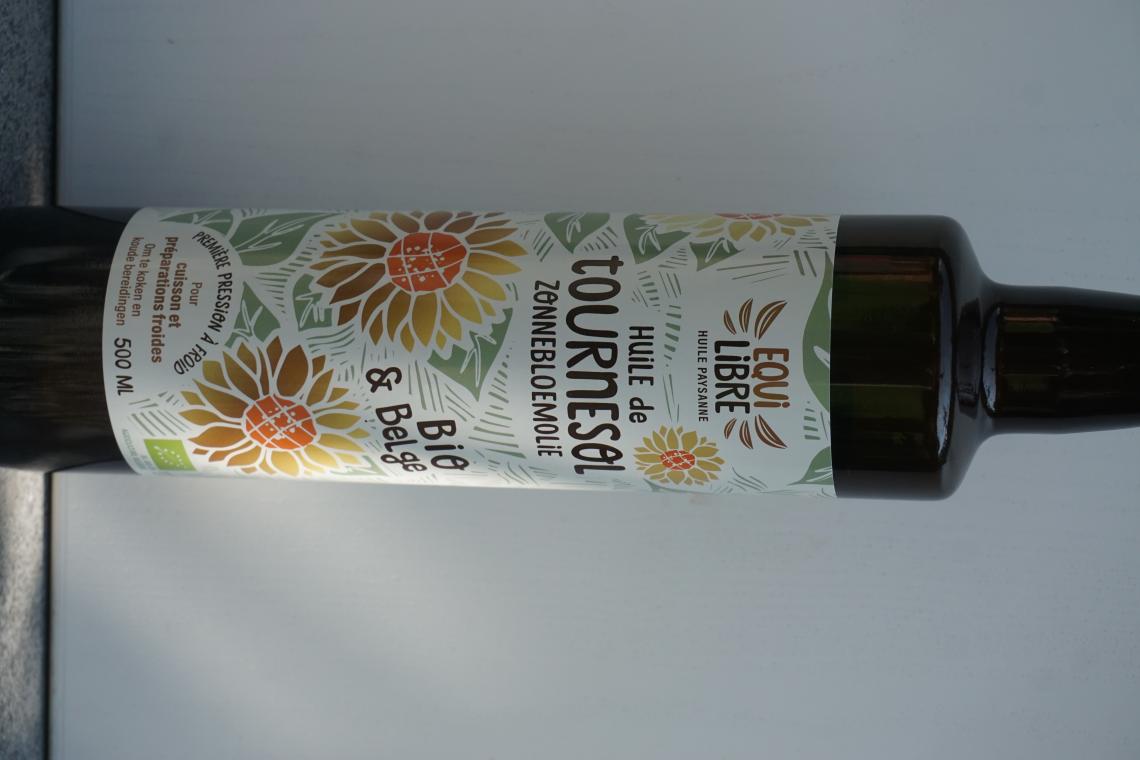 EQUi
LiBRE
HUILE PAYSANNE
HUiLE de
toURNESOL
ZONNEBLOEMOLIE
Bio
& BeLge
PREMIÈRE PRESSION À FROID
Pour
cuisson et
préparations froides
Om te koken en
koude bereidingen
500 ML